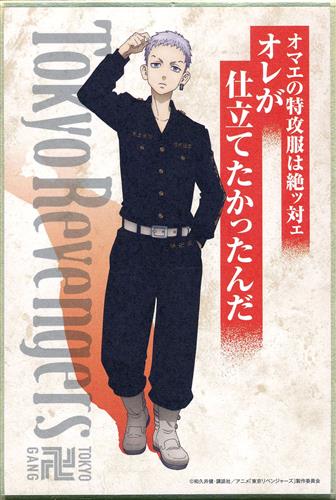 オマエの特攻服は絶ッ対ェ
オレが
仕立てたかったんだ
Tokyo Revengers
TOKYO
卍
GANG
©和久井健・講談社／アニメ「東京リベンジャーズ」製作委員会